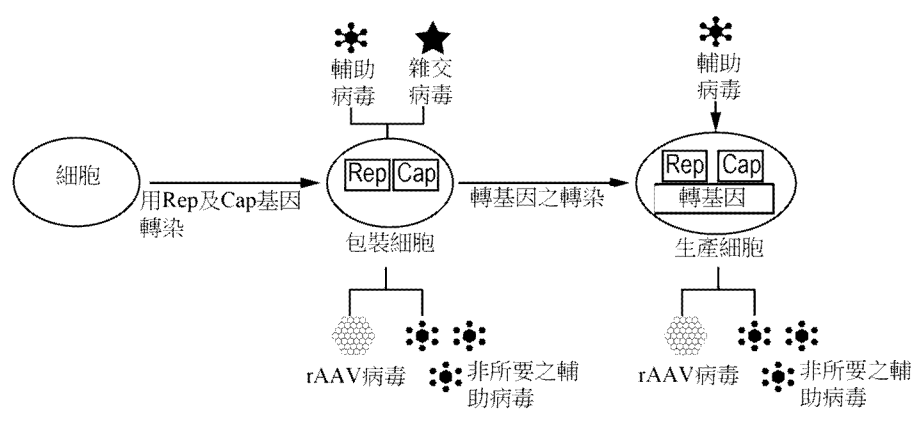 輔助
病毒
雜交
病毒
輔助
病毒
細胞
用Rep及Cap基因
轉染
Rep
Cap
包裝細胞
轉基因之轉染
Rep
Cap
轉基因
生產細胞
rAAV病毒
非所要之輔
助病毒
rAAV病毒
非所要之輔
助病毒